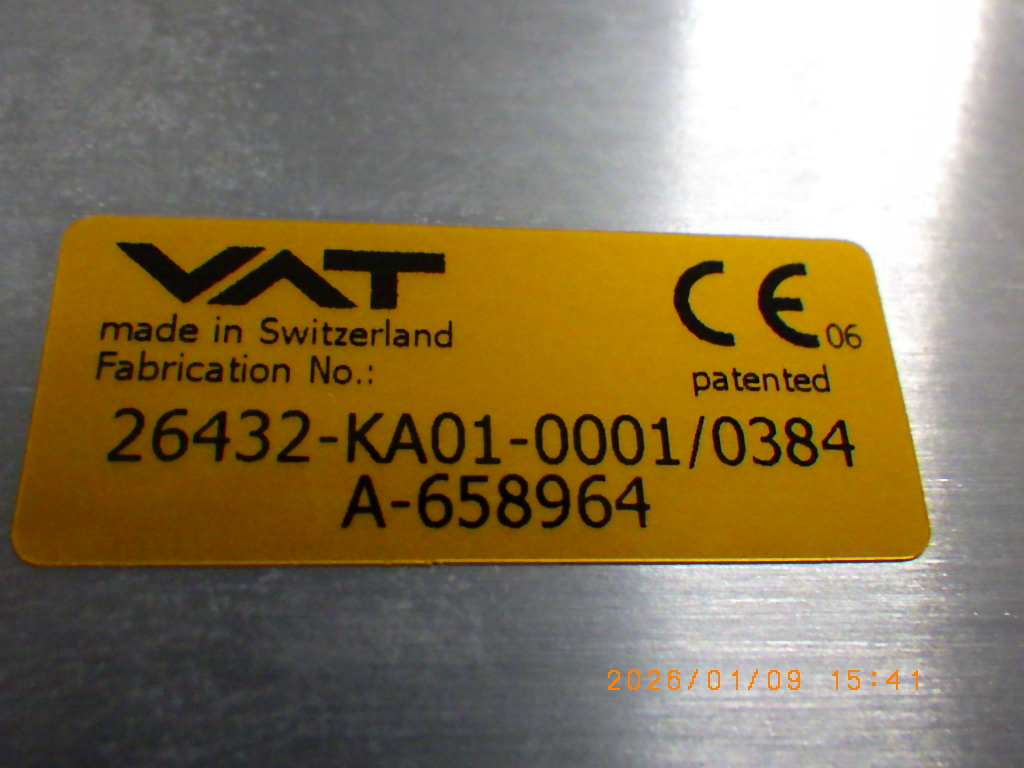 VAT
made in Switzerland
Fabrication No.:
CE 06
patented
26432-KA01-0001/0384
A-658964
2026/01/09 15:41